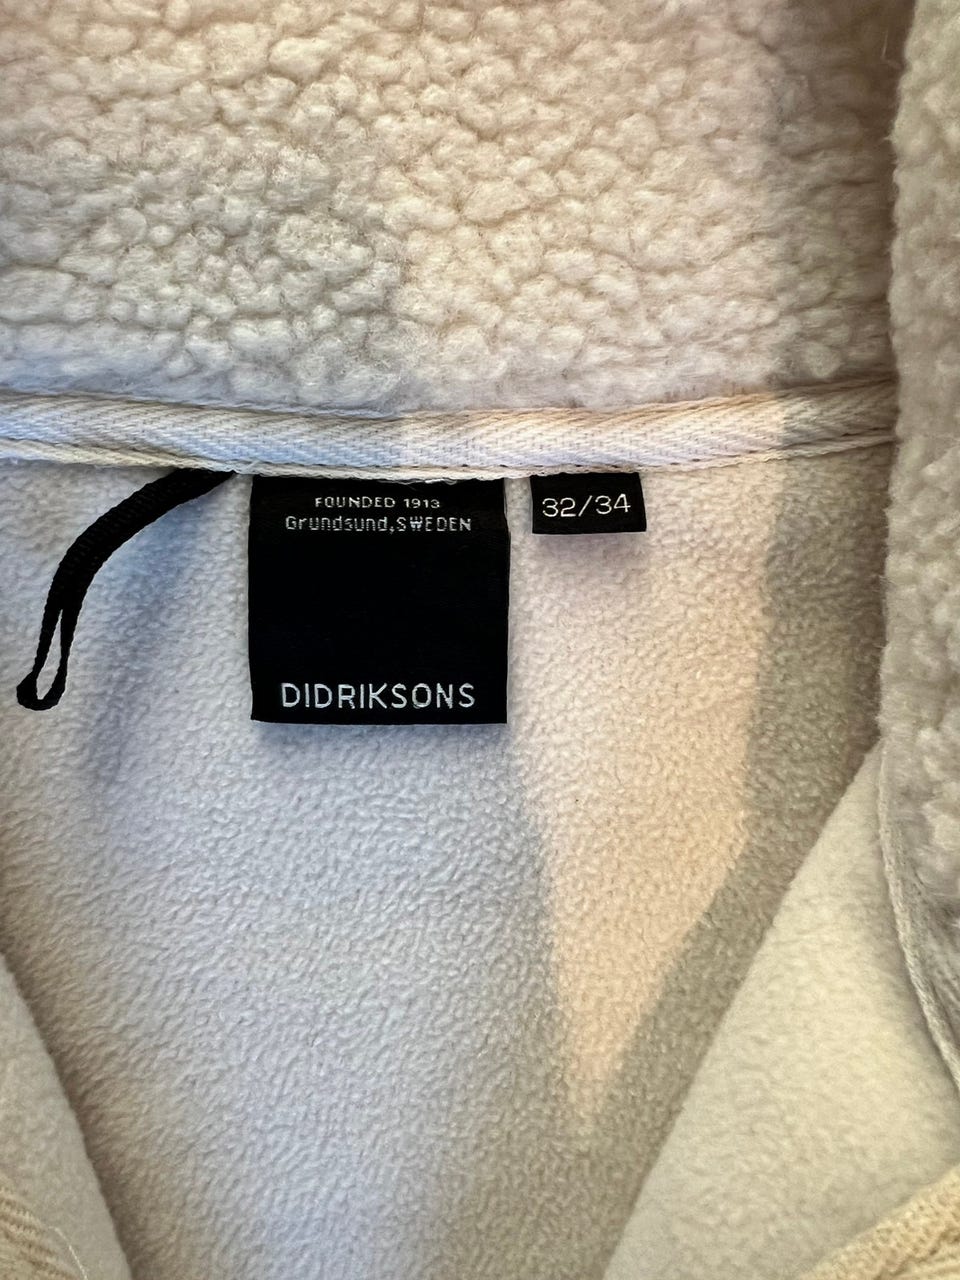 FOUNDED 1913
Grundsund,SWEDEN
DIDRIKSONS
32/34